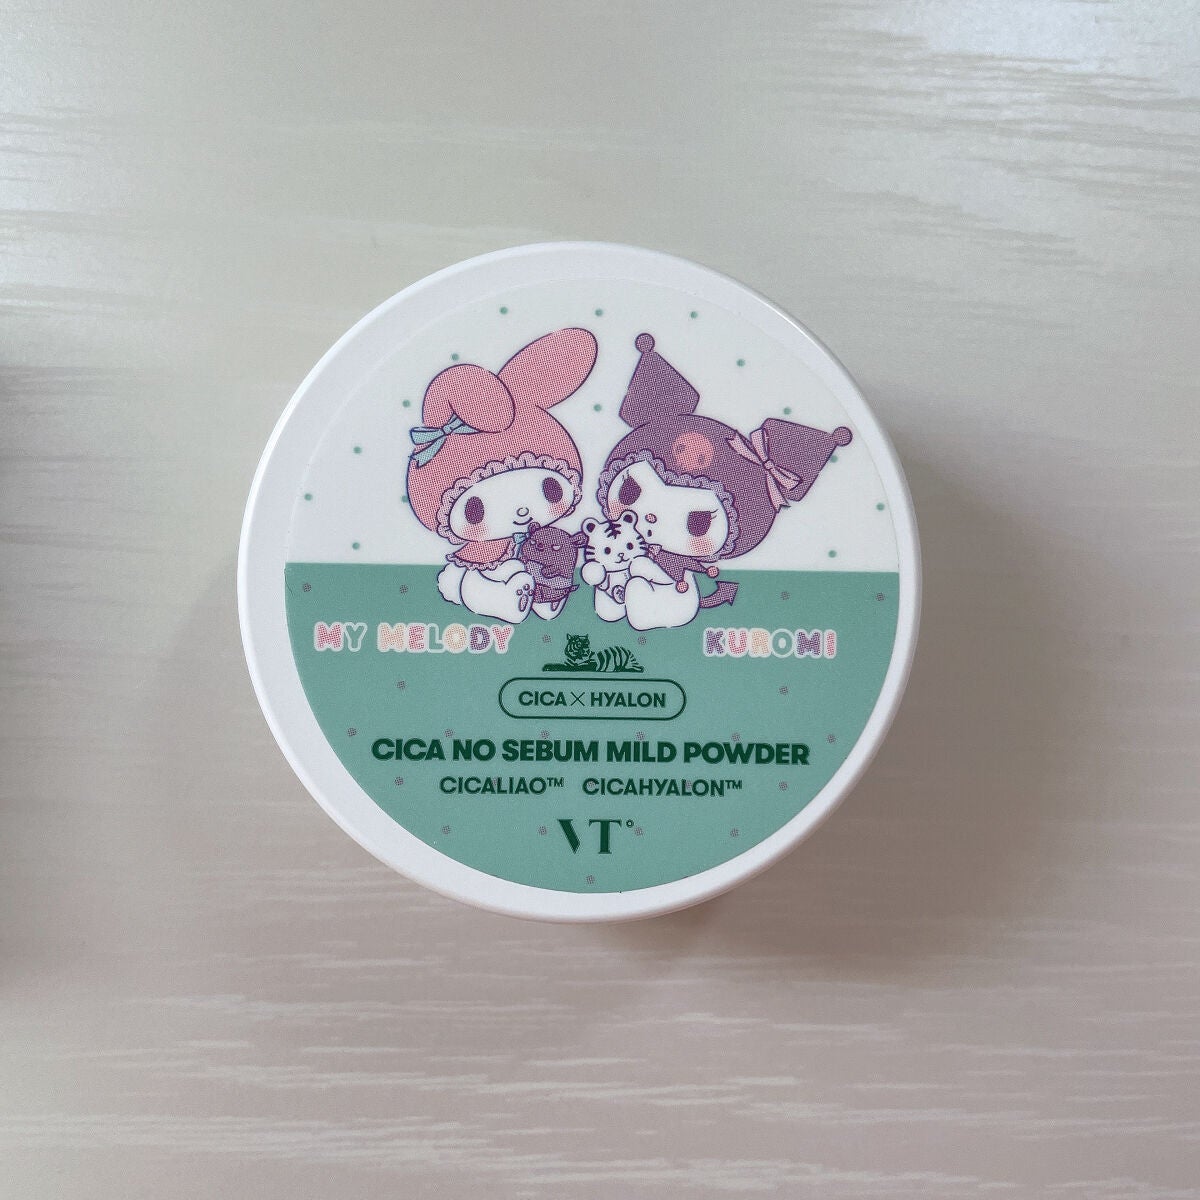 MY MELODY
KUROMI
CICA×HYALON
CICA NO SEBUM MILD POWDER
CICALIAO™ CICAHYALON™
VT°